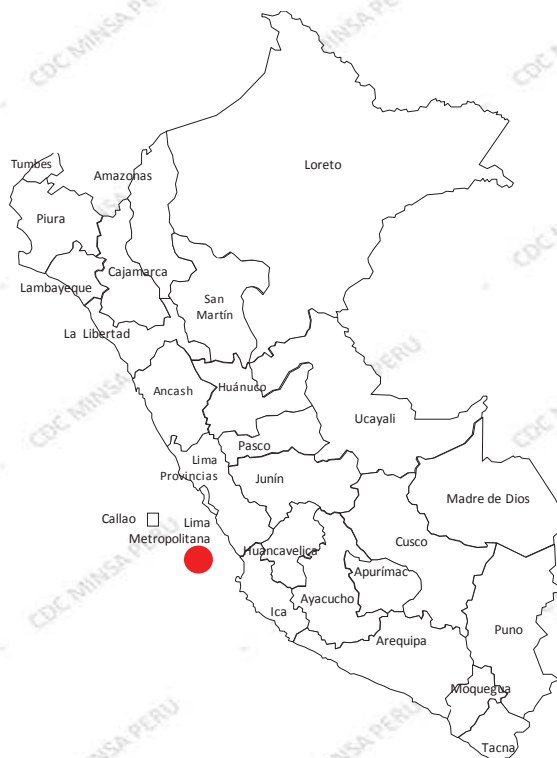 CDC MINSA PERU
Loreto
Tumbes
Amazonas
Piura
Cajamarca
Lambayeque
San
Martín
La Libertad
Ancash
Huánuco
Ucayali
Pasco
Lima
Provincias
Junín
Madre de Dios
Callao
Lima
Metropolitana
Cusco
Huancavelica
Apurímac
Ayacucho
Ica
Puno
Arequipa
Moquegua
Tacna